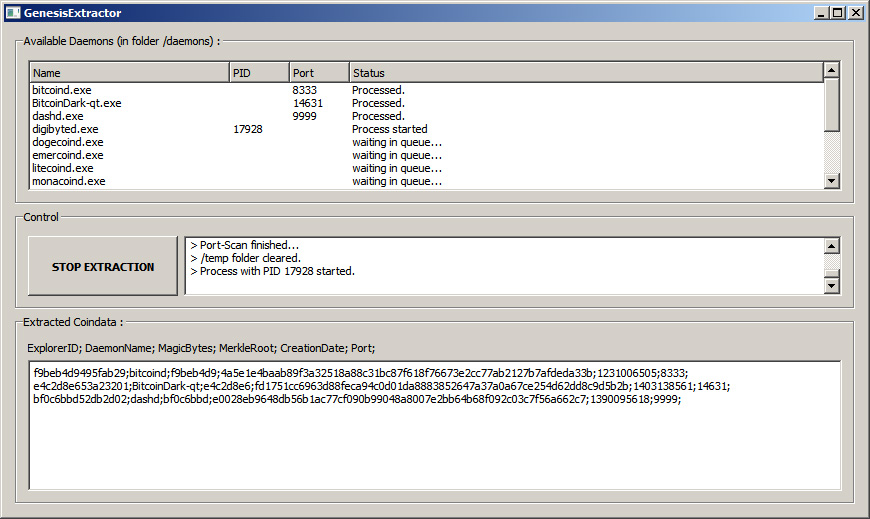 GenesisExtractor
Available Daemons (in folder /daemons) :
Name PID Port Status
bitcoind.exe 8333 Processed.
BitcoinDark-qt.exe 14631 Processed.
dashd.exe 9999 Processed.
digibyted.exe 17928 Process started
dogecoind.exe waiting in queue...
emercoind.exe waiting in queue...
litecoind.exe waiting in queue...
monacoind.exe waiting in queue...
Control
STOP EXTRACTION
> Port-Scan finished...
> /temp folder cleared.
> Process with PID 17928 started.
Extracted Coindata :
ExplorerID; DaemonName; MagicBytes; MerkleRoot; CreationDate; Port;
f9beb4d9495fab29;bitcoind;f9beb4d9;4a5e1e4baab89f3a32518a88c31bc87f618f76673e2cc77ab2127b7afdeda33b;1231006505;8333;
e4c2d8e653a23201;BitcoinDark-qt;e4c2d8e6;fd1751cc6963d88feca94c0d01da8883852647a37a0a67ce254d62dd8c9d5b2b;1403138561;14631;
bf0c6bbd52db2d02;dashd;bf0c6bbd;e0028eb9648db56b1ac77cf090b99048a8007e2bb64b68f092c03c7f56a662c7;1390095618;9999;